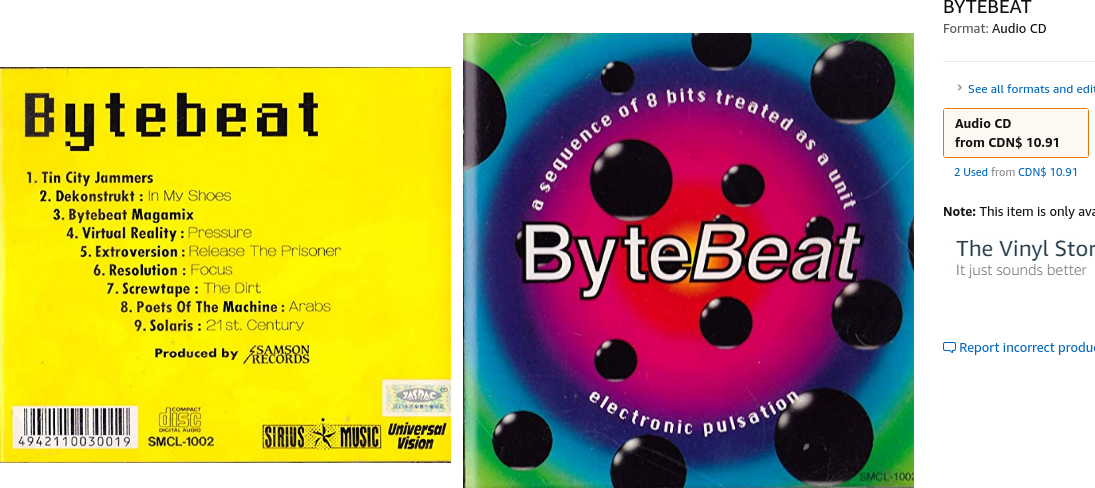 Bytebeat
1. Tin City Jammers
2. Dekonstrukt : In My Shoes
3. Bytebeat Magamix
4. Virtual Reality : Pressure
5. Extroversion : Release The Prisoner
6. Resolution : Focus
7. Screwtape : The Dirt
8. Poets Of The Machine : Arabs
9. Solaris : 21st. Century
Produced by SAMSON RECORDS
JASRAC
4942110030019
COMPACT disc DIGITAL AUDIO
SMCL-1002
SIRIUS MUSIC
Universal Vision
a sequence of 8 bits treated as a unit
ByteBeat
electronic pulsation
SMCL-1002
BYTEBEAT
Format: Audio CD
See all formats and edit
Audio CD
from CDN$ 10.91
2 Used from CDN$ 10.91
Note: This item is only ava
The Vinyl Stor
It just sounds better
Report incorrect produc